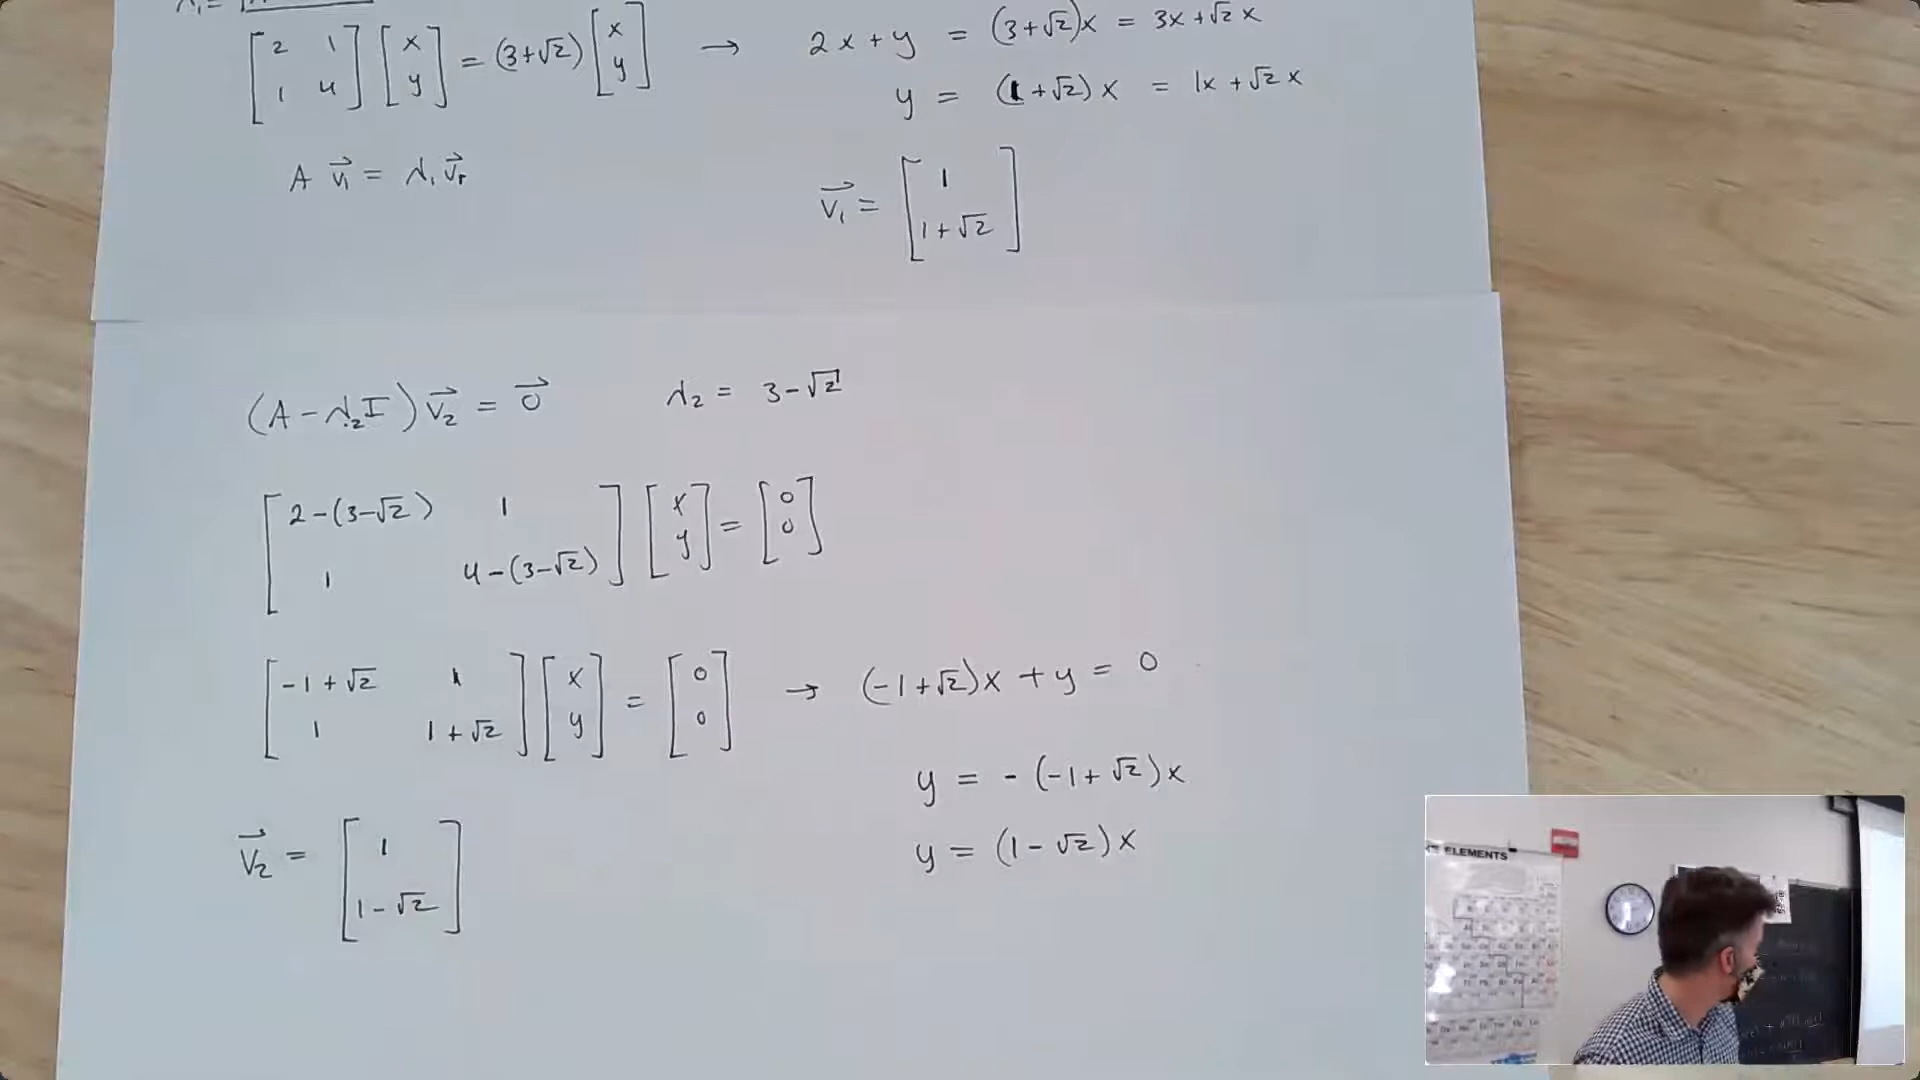 λ₁ =
[2 1; 1 4] [x; y] = (3+√2) [x; y] → 2x + y = (3+√2)x = 3x + √2 x
y = (1+√2)x = 1x + √2 x
A v⃗₁ = λ₁ v⃗₁
v⃗₁ = [1; 1+√2]
(A - λ₂I) v⃗₂ = 0⃗
λ₂ = 3-√2
[2-(3-√2) 1; 1 4-(3-√2)] [x; y] = [0; 0]
[-1+√2 1; 1 1+√2] [x; y] = [0; 0] → (-1+√2)x + y = 0
y = -(-1+√2)x
y = (1-√2)x
v⃗₂ = [1; 1-√2]
ELEMENTS